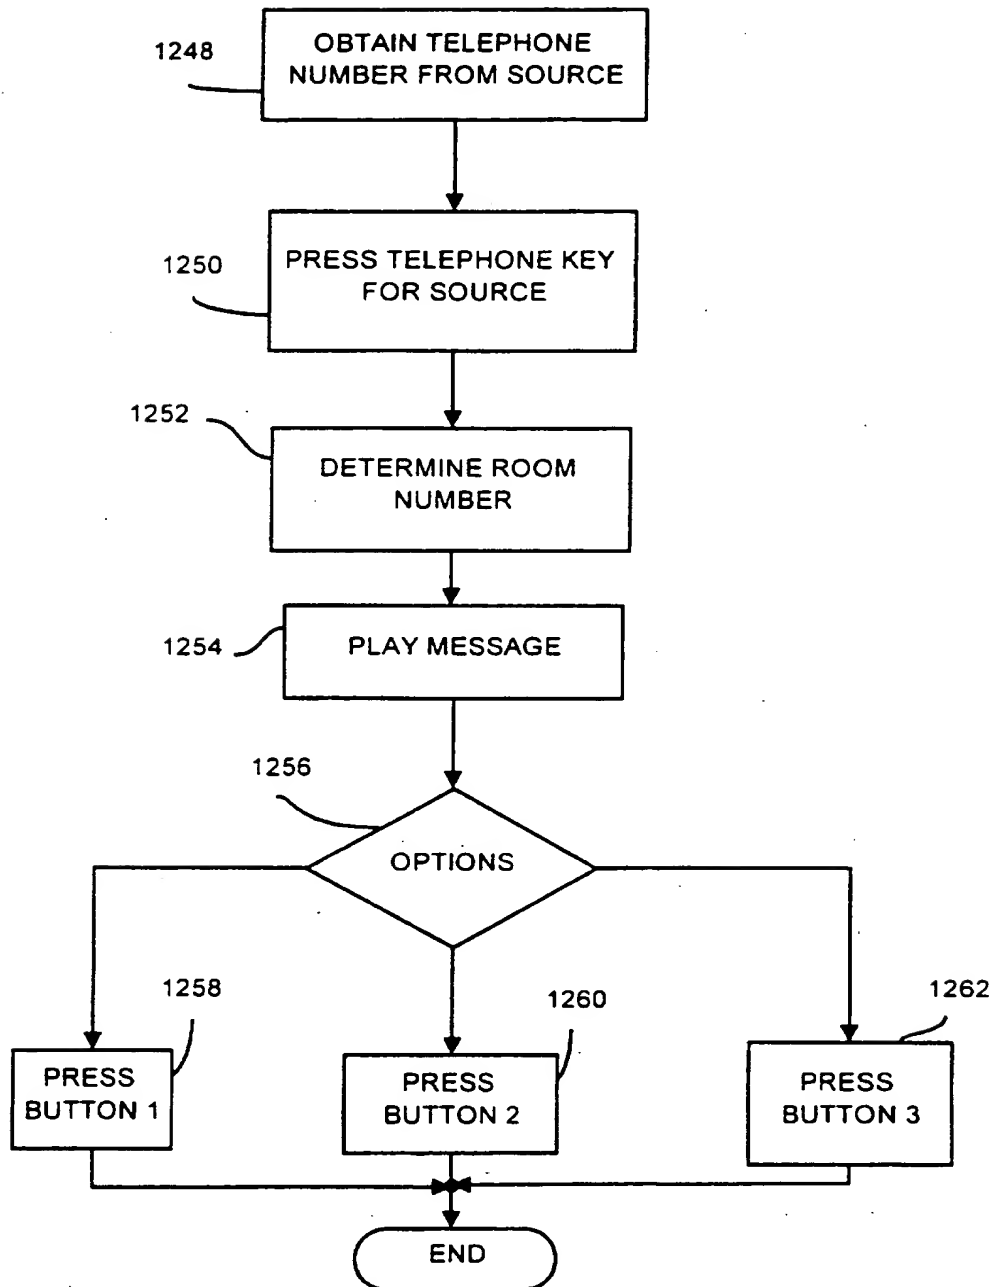 1248
OBTAIN TELEPHONE
NUMBER FROM SOURCE
1250
PRESS TELEPHONE KEY
FOR SOURCE
1252
DETERMINE ROOM
NUMBER
1254
PLAY MESSAGE
1256
OPTIONS
1258
PRESS
BUTTON 1
1260
PRESS
BUTTON 2
1262
PRESS
BUTTON 3
END